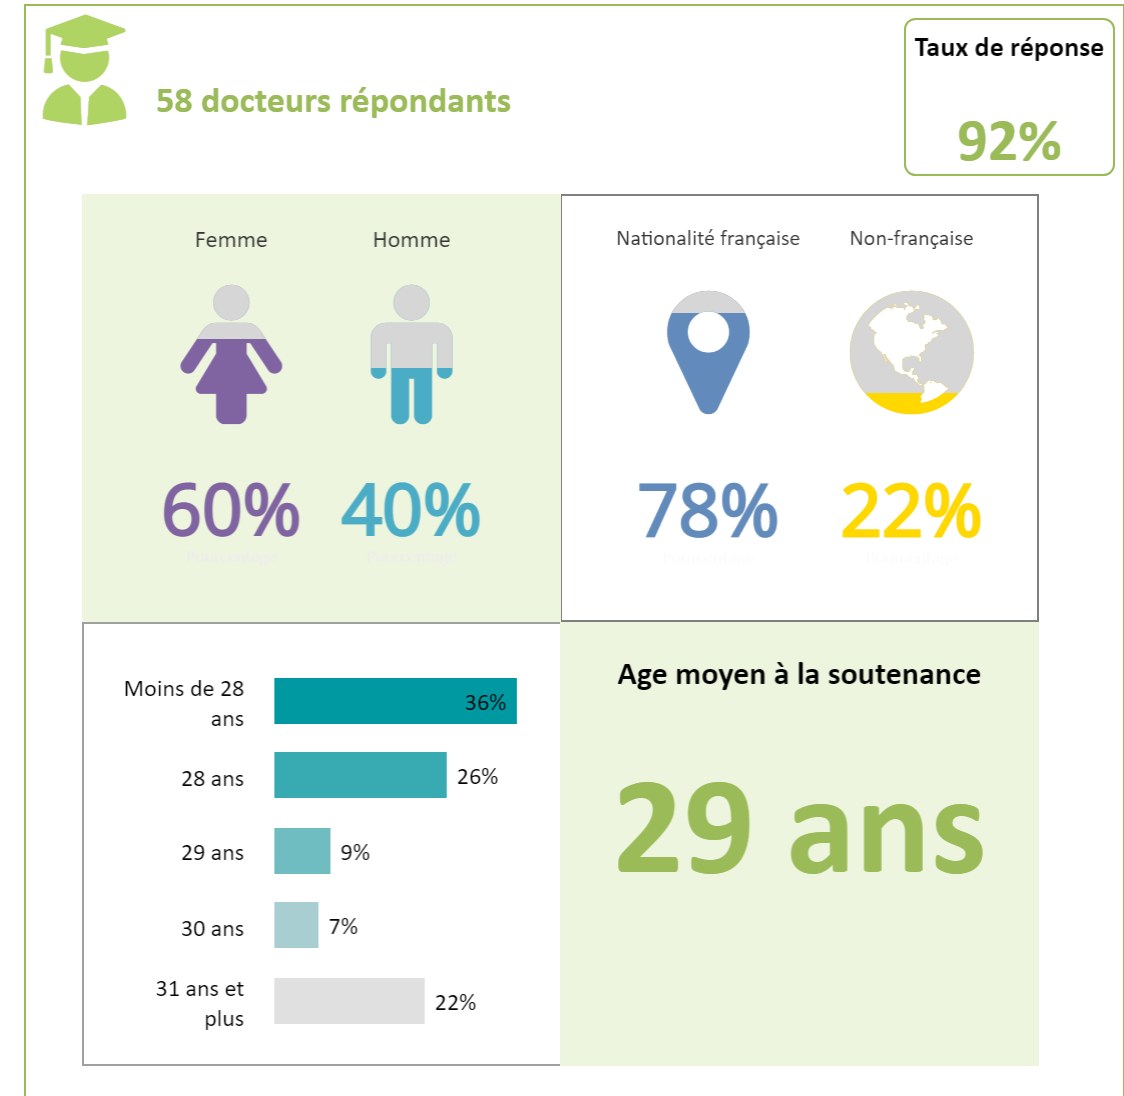 58 docteurs répondants
Taux de réponse
92%
Femme
Homme
60%
40%
Nationalité française
Non-française
78%
22%
Moins de 28
ans
36%
28 ans
26%
29 ans
9%
30 ans
7%
31 ans et
plus
22%
Age moyen à la soutenance
29 ans